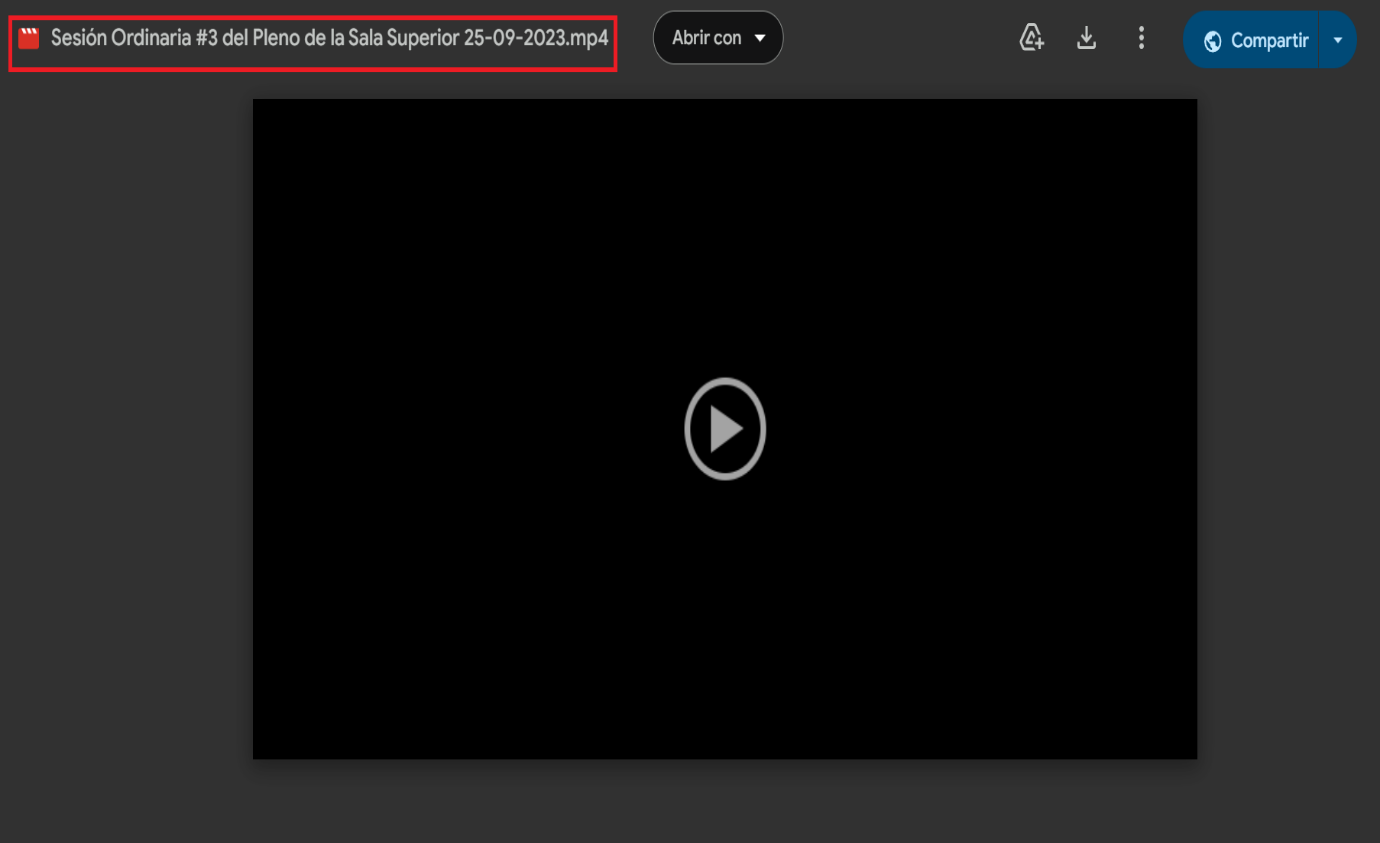 Sesión Ordinaria #3 del Pleno de la Sala Superior 25-09-2023.mp4
Abrir con
Compartir